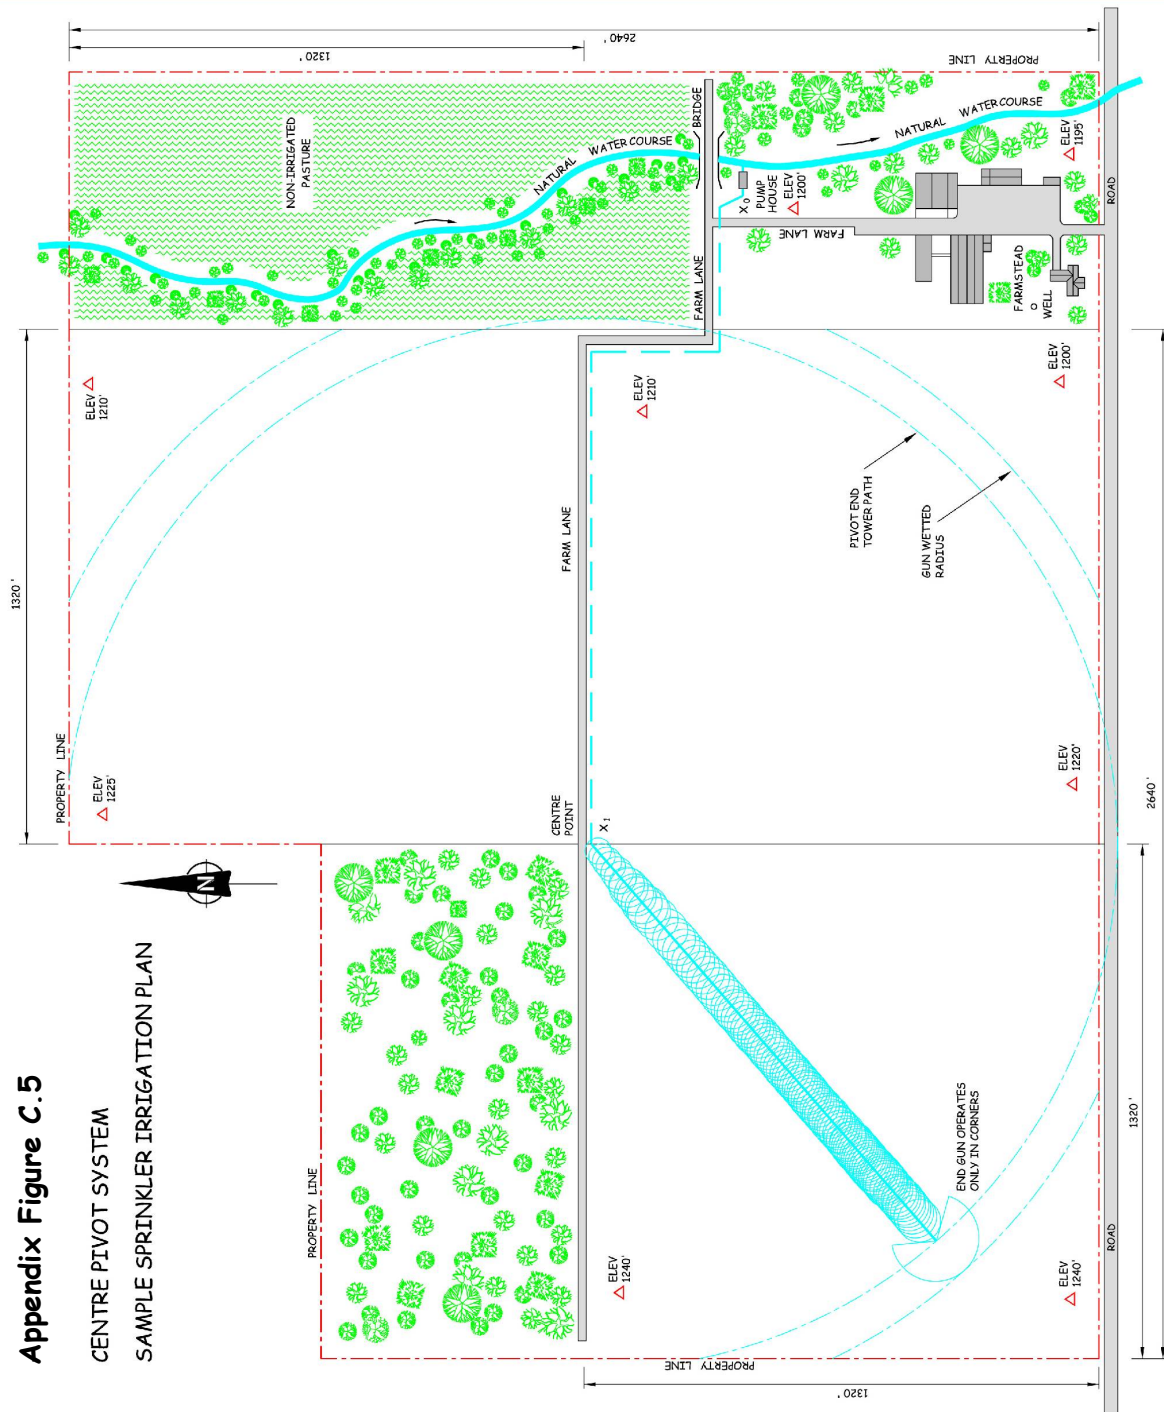 Appendix Figure C.5
CENTRE PIVOT SYSTEM
SAMPLE SPRINKLER IRRIGATION PLAN
N
1320'
2640'
1320'
PROPERTY LINE
NON-IRRIGATED
PASTURE
NATURAL
WATERCOURSE
BRIDGE
NATURAL
WATERCOURSE
ELEV
1195'
ROAD
X0
PUMP
HOUSE
ELEV
1200'
FARM LANE
FARM LANE
FARMSTEAD
WELL
ELEV
1210'
ELEV
1210'
ELEV
1200'
1320'
FARM LANE
PIVOT END
TOWER PATH
GUN WETTED
RADIUS
PROPERTY LINE
ELEV
1225'
CENTRE
POINT
X1
ELEV
1220'
2640'
PROPERTY LINE
END GUN OPERATES
ONLY IN CORNERS
1320'
ELEV
1240'
ELEV
1240'
ROAD
PROPERTY LINE
1320'